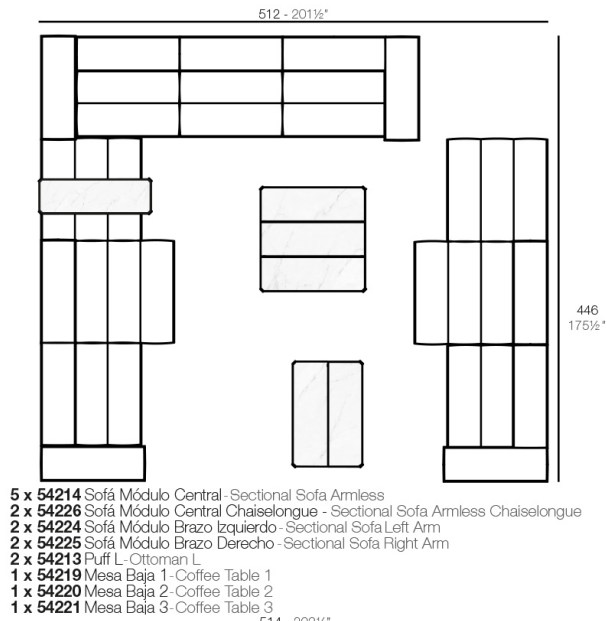 512 - 201½"
446
175½"
5 x 54214 Sofá Módulo Central - Sectional Sofa Armless
2 x 54226 Sofá Módulo Central Chaiselongue - Sectional Sofa Armless Chaiselongue
2 x 54224 Sofá Módulo Brazo Izquierdo - Sectional Sofa Left Arm
2 x 54225 Sofá Módulo Brazo Derecho - Sectional Sofa Right Arm
2 x 54213 Puff L - Ottoman L
1 x 54219 Mesa Baja 1 - Coffee Table 1
1 x 54220 Mesa Baja 2 - Coffee Table 2
1 x 54221 Mesa Baja 3 - Coffee Table 3